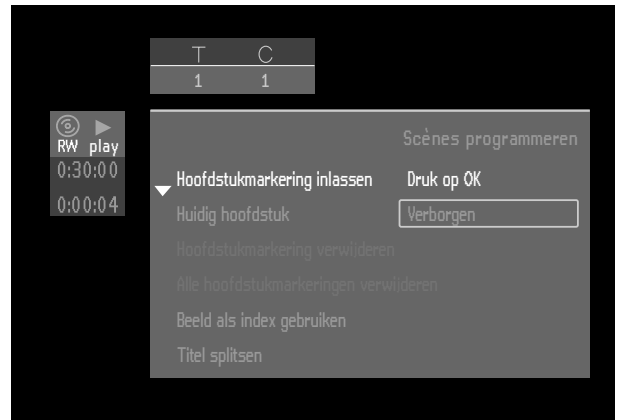 T C
1 1
RW play
0:30:00
0:00:04
Scènes programmeren
Hoofdstukmarkering inlassen Druk op OK
Huidig hoofdstuk Verborgen
Hoofdstukmarkering verwijderen
Alle hoofdstukmarkeringen verwijderen
Beeld als index gebruiken
Titel splitsen